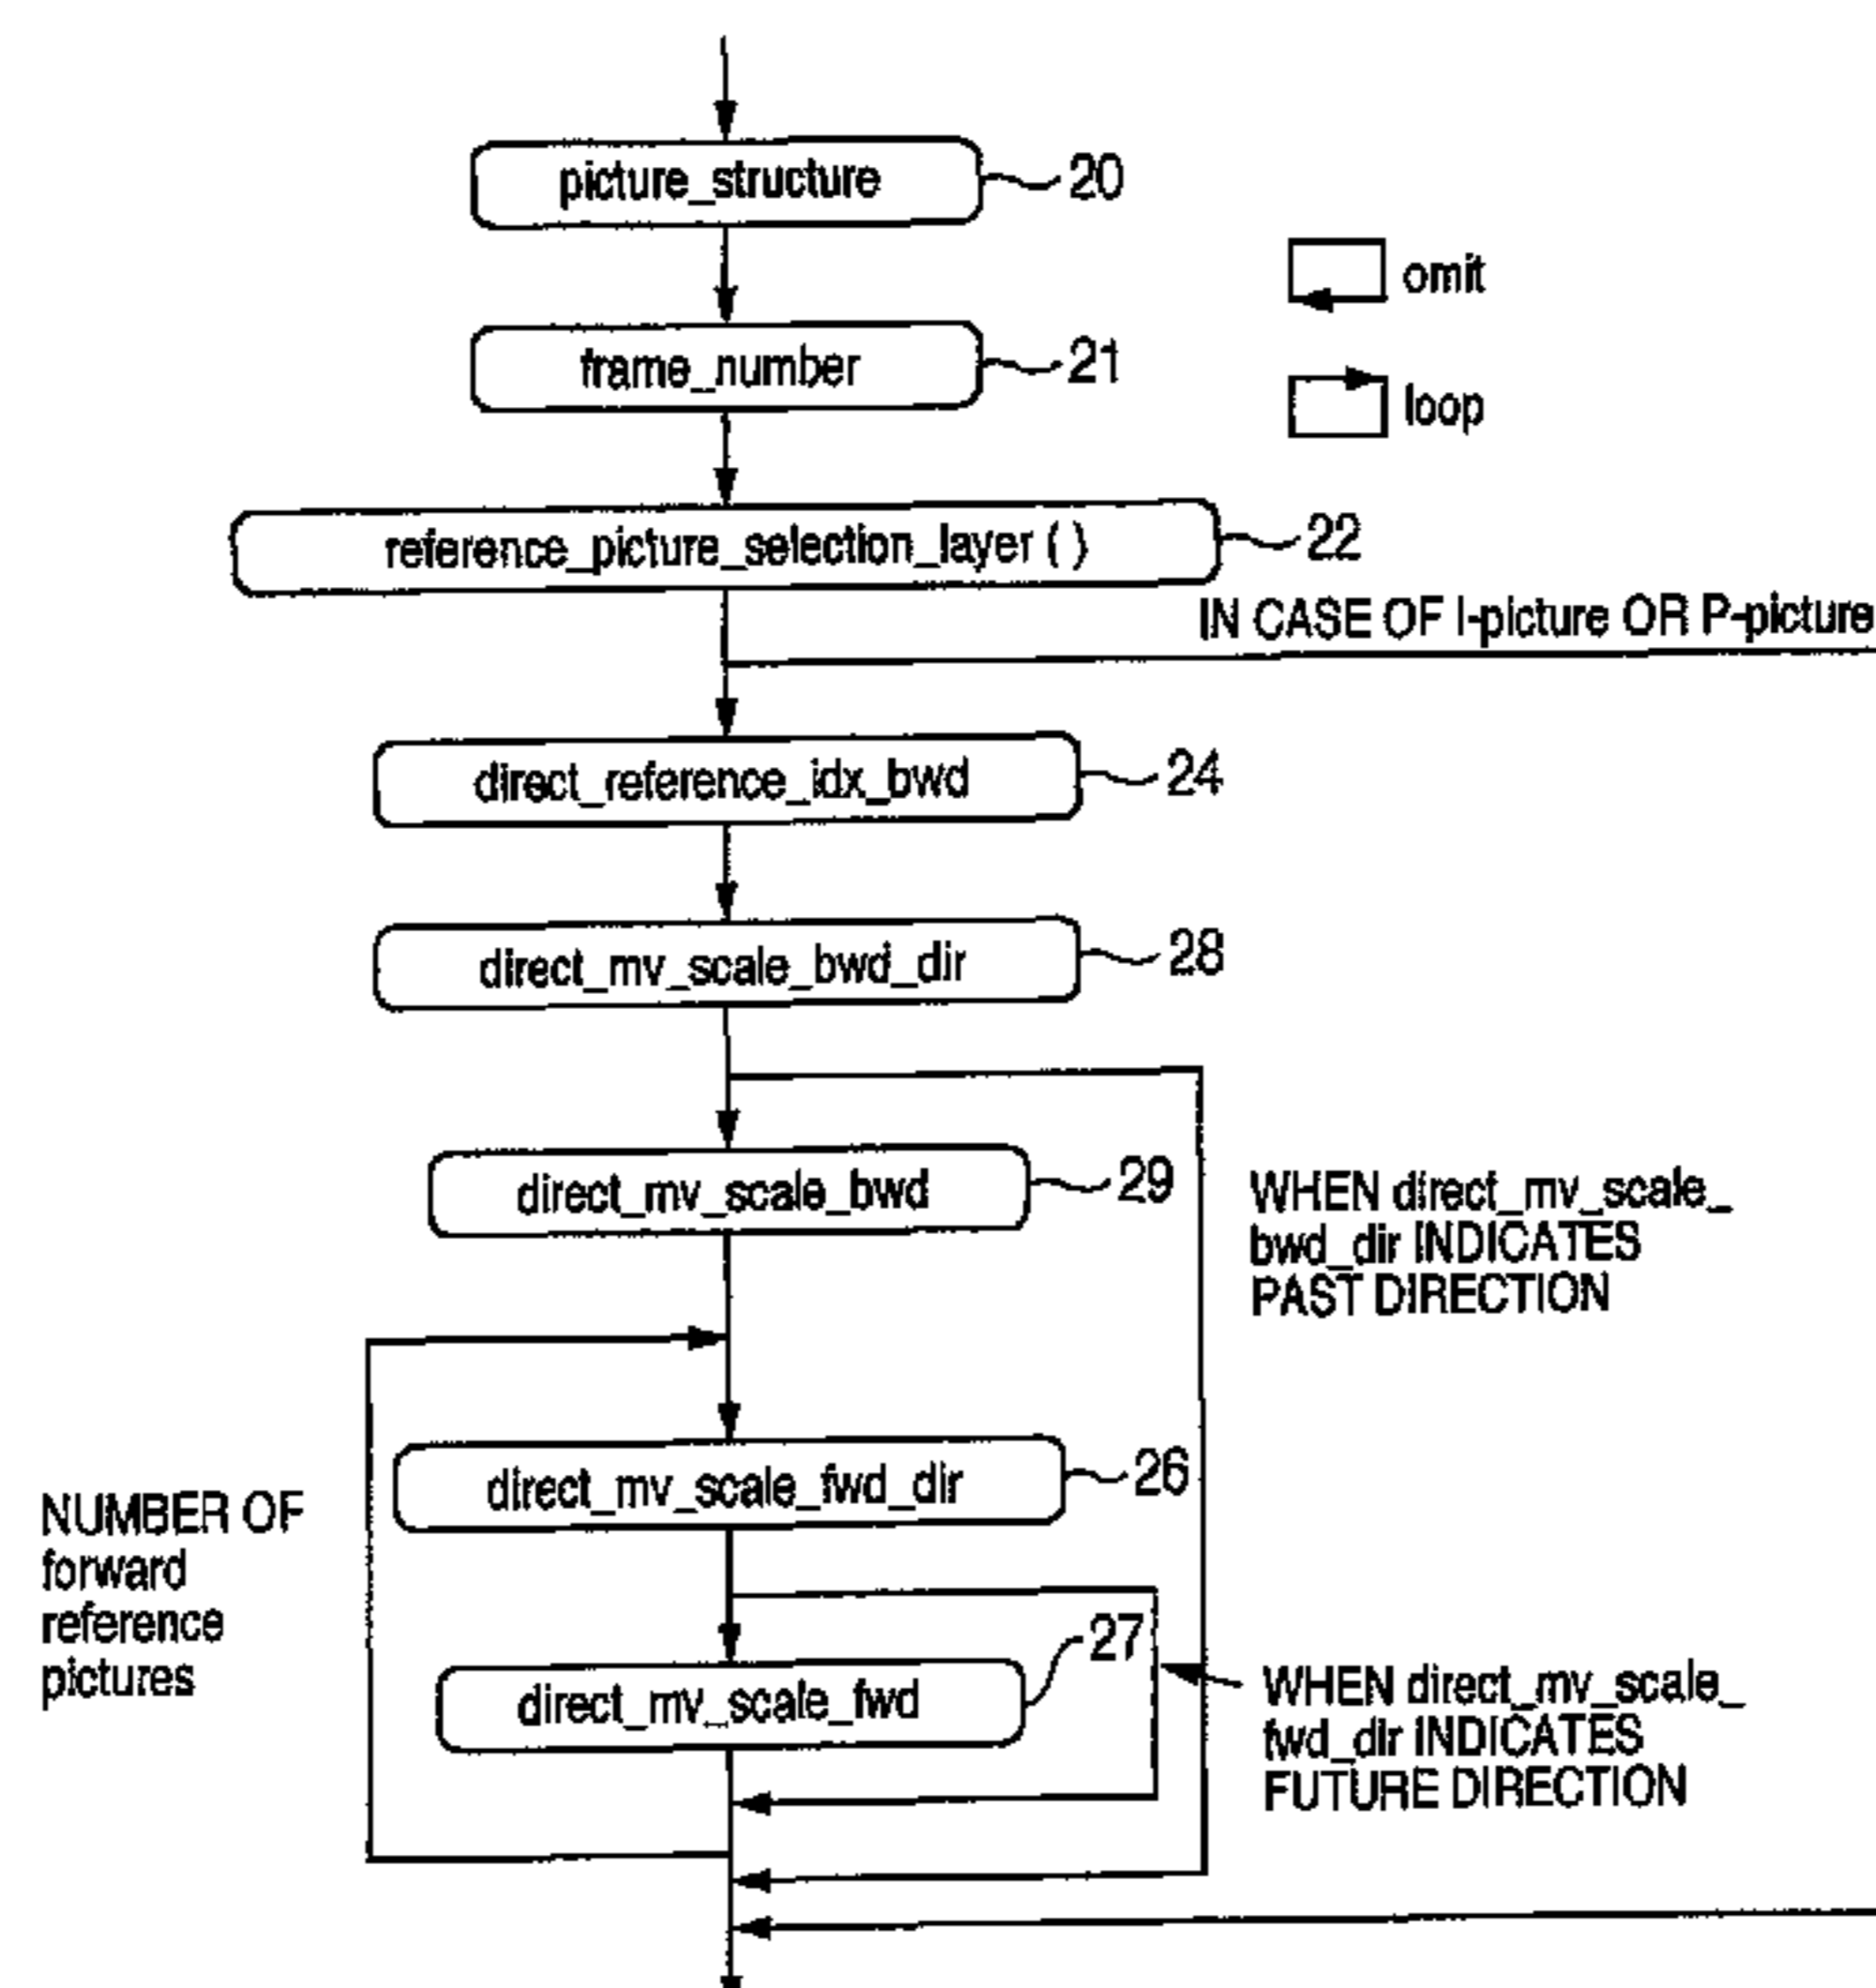 picture_structure
20
omit
frame_number
21
loop
reference_picture_selection_layer ( )
22
IN CASE OF I-picture OR P-picture
direct_reference_idx_bwd
24
direct_mv_scale_bwd_dir
28
direct_mv_scale_bwd
29
WHEN direct_mv_scale_
bwd_dir INDICATES
PAST DIRECTION
direct_mv_scale_fwd_dir
26
NUMBER OF
forward
reference
pictures
27
direct_mv_scale_fwd
WHEN direct_mv_scale_
fwd_dir INDICATES
FUTURE DIRECTION